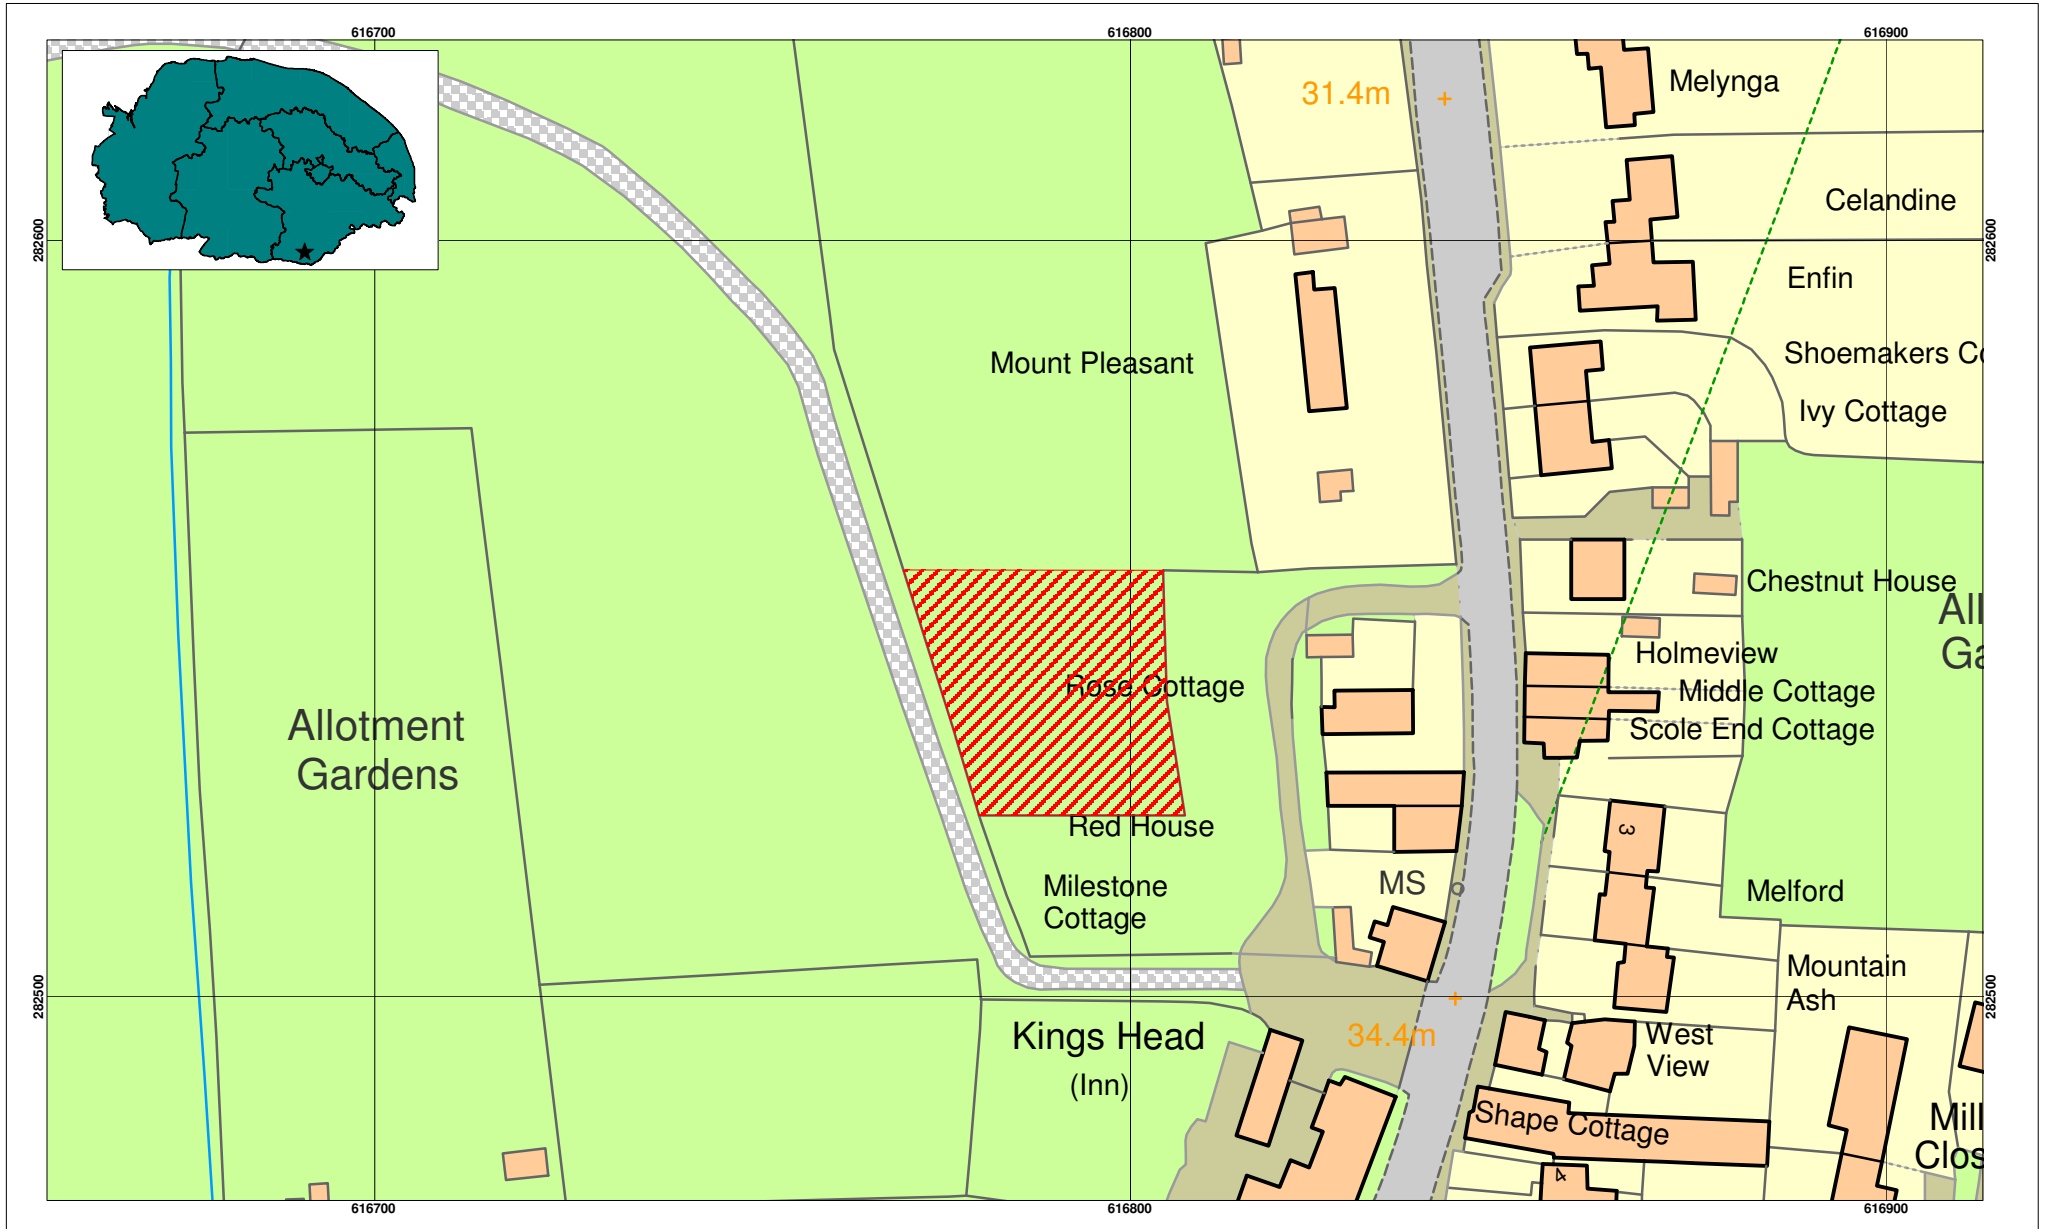 616700
616800
616900
31.4m
Melynga
Celandine
282600
282600
Enfin
Shoemakers Co
Mount Pleasant
Ivy Cottage
Chestnut House
All
Ga
Holmeview
Rose Cottage
Middle Cottage
Scole End Cottage
Allotment
Gardens
Red House
3
MS
Milestone
Cottage
Melford
Mountain
Ash
282500
282500
Kings Head
(Inn)
34.4m
West
View
Shape Cottage
Mill
Clos
4
616700
616800
616900